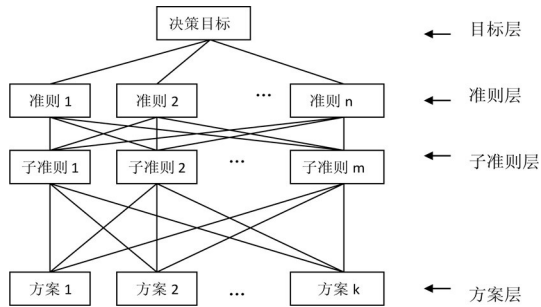 决策目标
目标层
准则 1
准则 2
...
准则 n
准则层
子准则 1
子准则 2
...
子准则 m
子准则层
方案 1
方案 2
...
方案 k
方案层